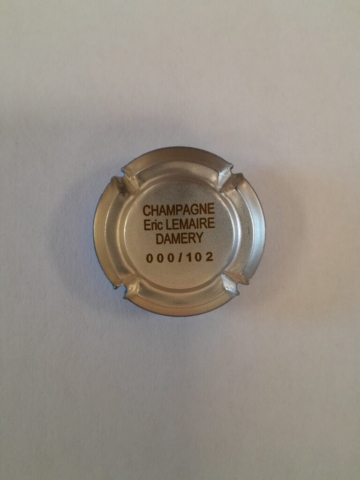 CHAMPAGNE
Eric LEMAIRE
DAMERY
000/102